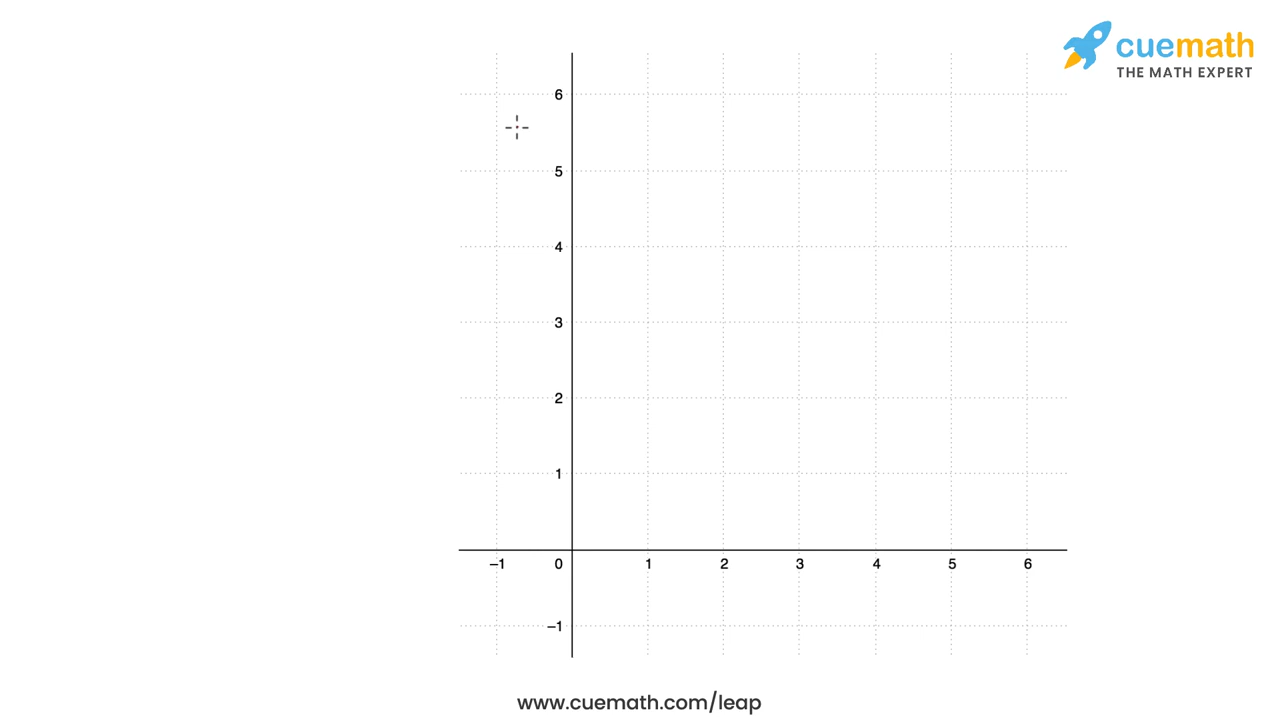 cuemath
THE MATH EXPERT
6
5
4
3
2
1
–1 0 1 2 3 4 5 6
–1
www.cuemath.com/leap